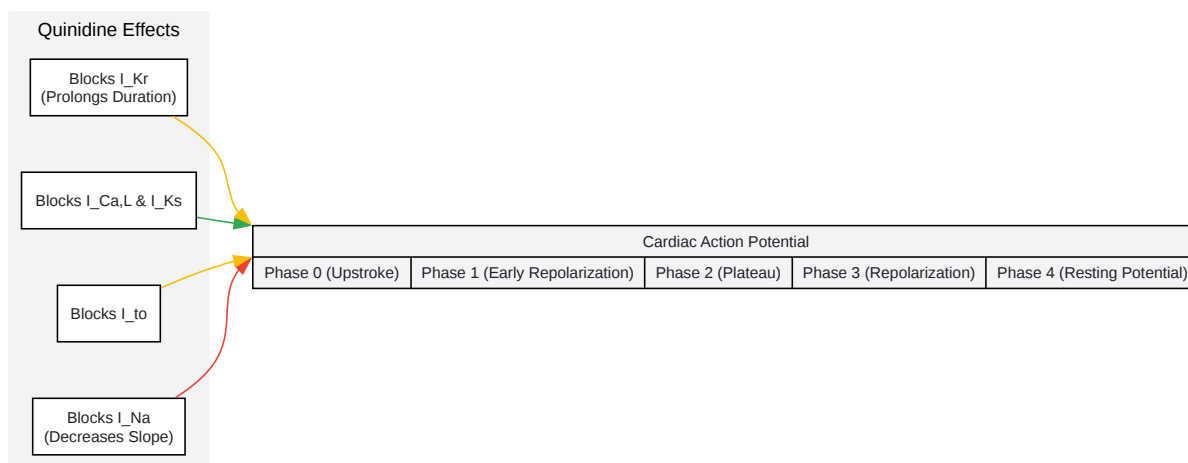 Quinidine Effects
Blocks I_Kr
(Prolongs Duration)
Blocks I_Ca,L & I_Ks
Blocks I_to
Blocks I_Na
(Decreases Slope)
Cardiac Action Potential
Phase 0 (Upstroke)
Phase 1 (Early Repolarization)
Phase 2 (Plateau)
Phase 3 (Repolarization)
Phase 4 (Resting Potential)